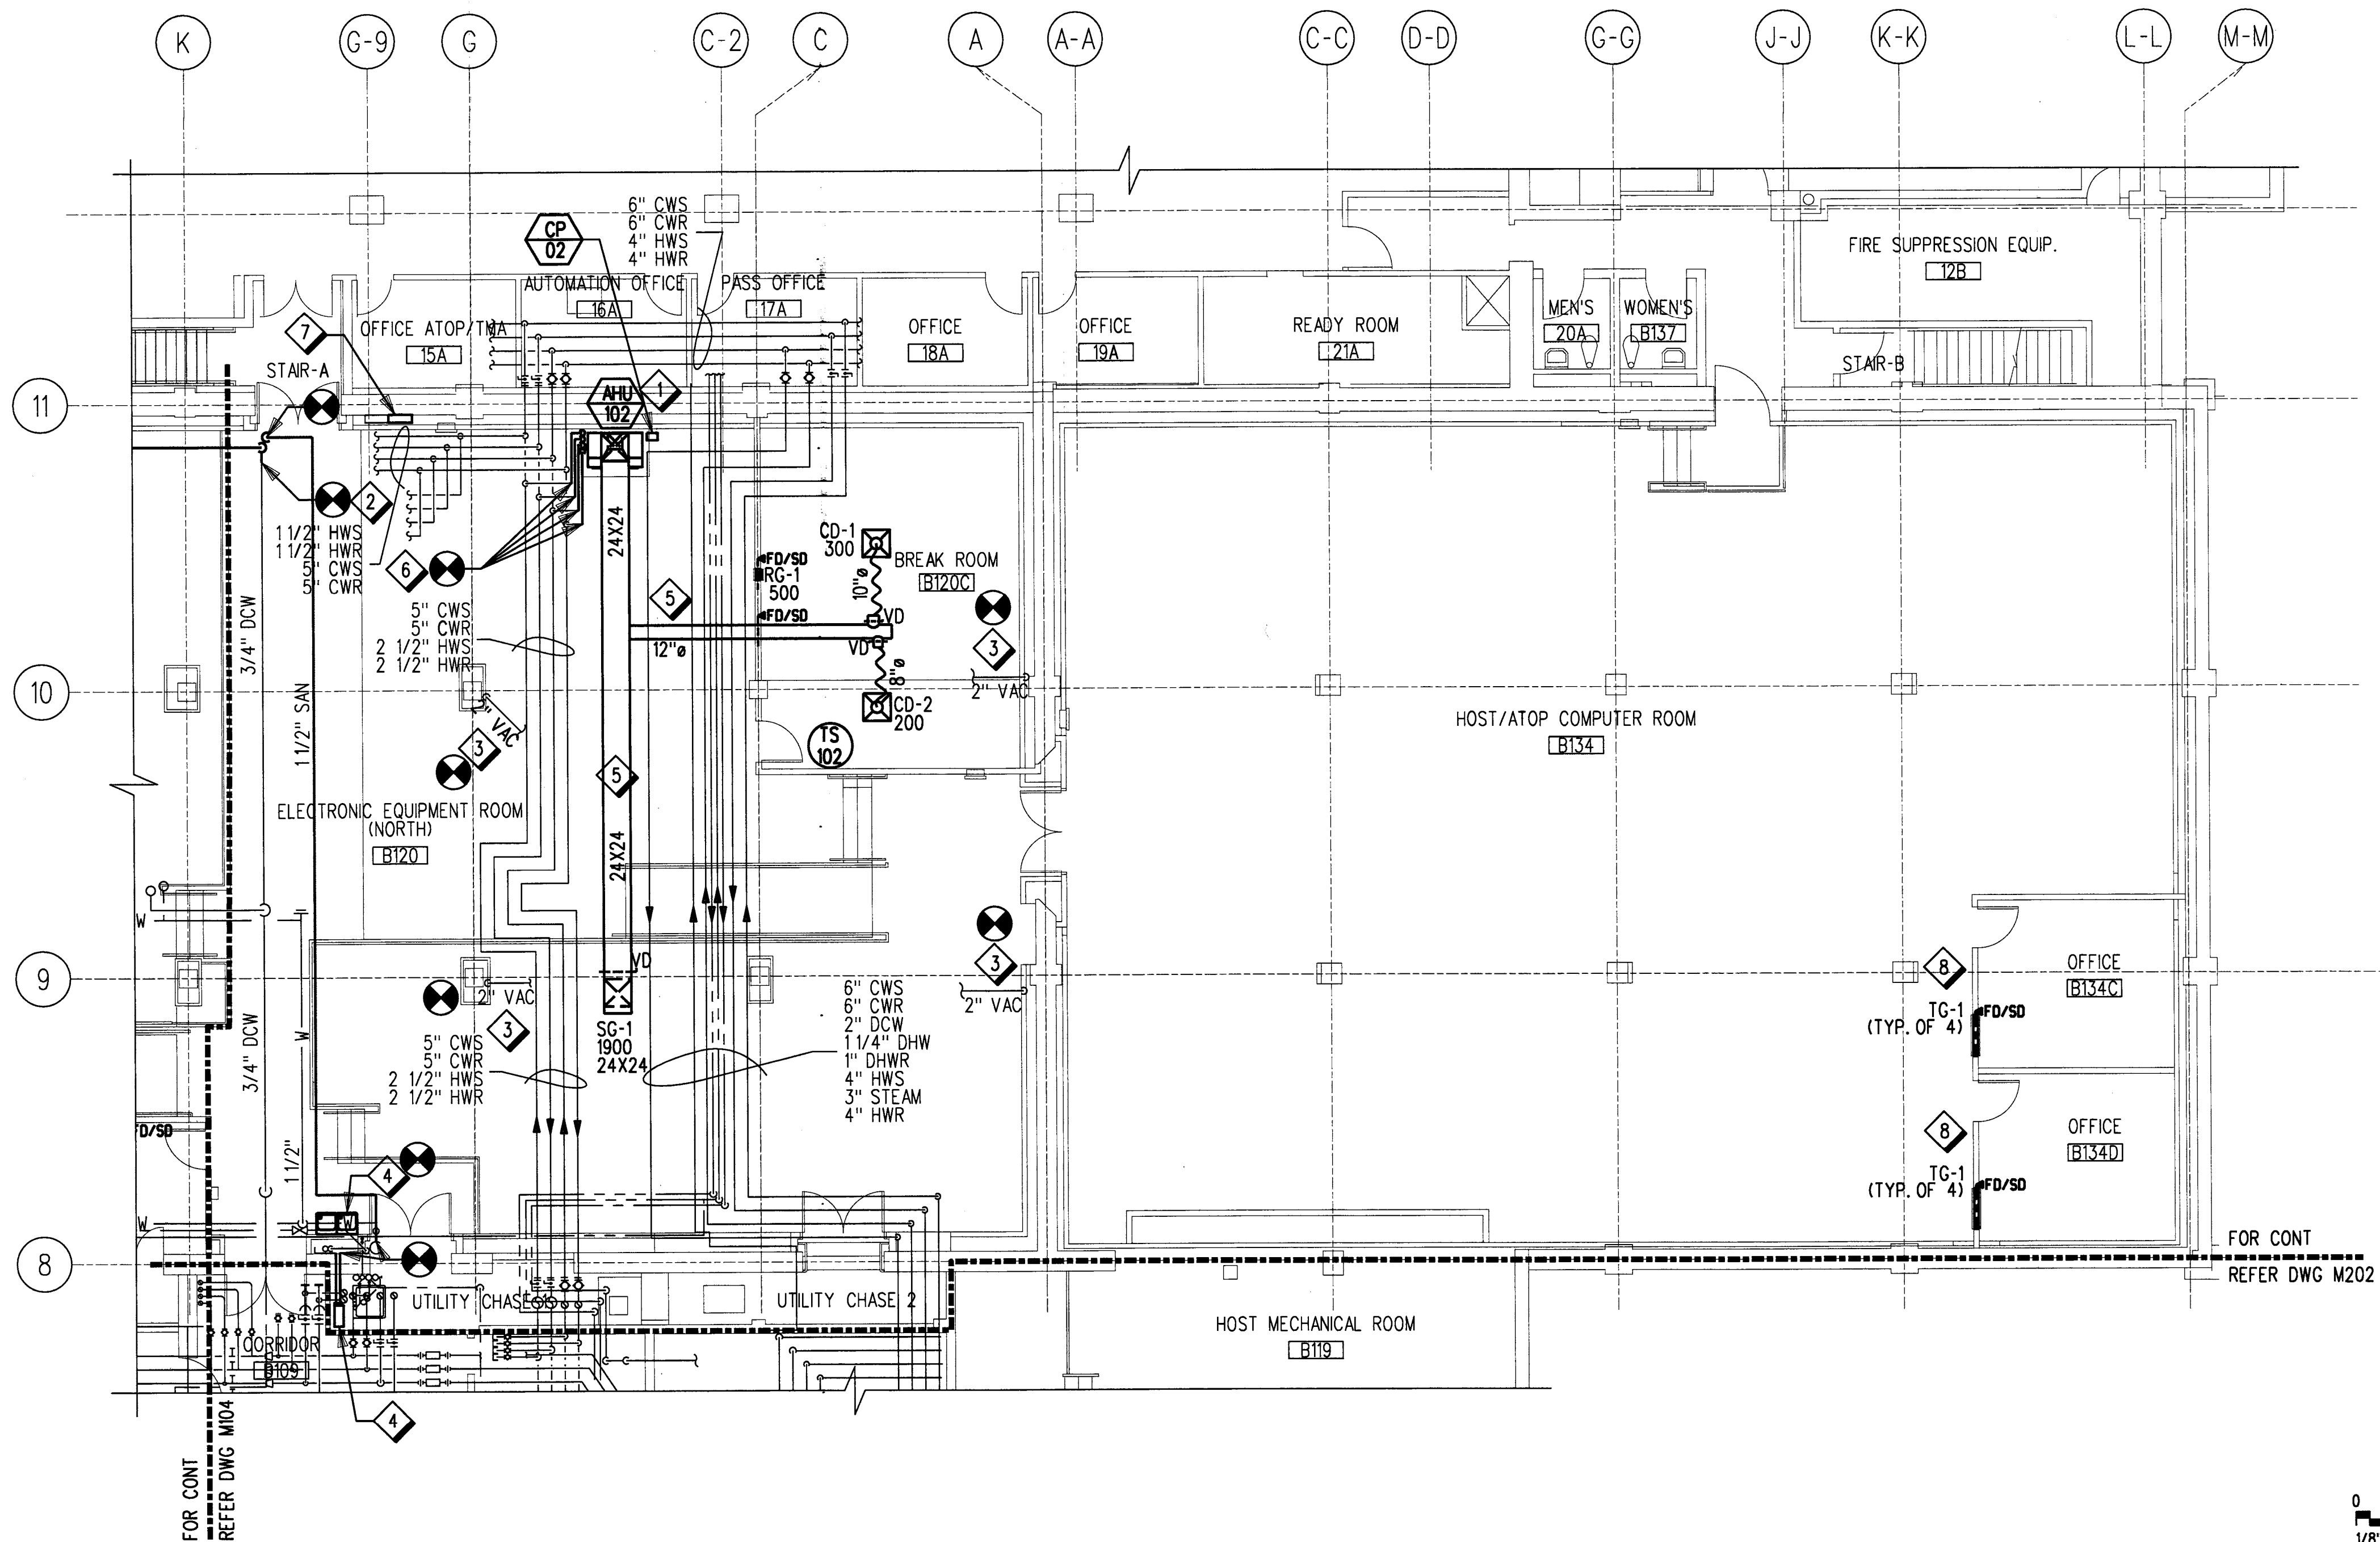 K
G-9
G
C-2
C
A
A-A
C-C
D-D
G-G
J-J
K-K
L-L
M-M
6" CWS
6" CWR
4" HWS
4" HWR
CP
02
AUTOMATION OFFICE
16A
PASS OFFICE
17A
FIRE SUPPRESSION EQUIP.
12B
7
OFFICE ATOP/TMA
15A
OFFICE
18A
OFFICE
19A
READY ROOM
21A
MEN'S
20A
WOMEN'S
B137
STAIR-A
STAIR-B
11
AHU
102
1
2
1 1/2" HWS
1 1/2" HWR
5" CWS
5" CWR
6
24X24
CD-1
300
BREAK ROOM
B120C
FD/SD
RG-1
500
FD/SD
10"ø
VD
VD
5
12"ø
8"ø
3
2" VAC
CD-2
200
TS
102
5" CWS
5" CWR
2 1/2" HWS
2 1/2" HWR
3/4" DCW
1 1/2" SAN
10
2" VAC
3
5
HOST/ATOP COMPUTER ROOM
B134
ELECTRONIC EQUIPMENT ROOM
(NORTH)
B120
24X24
W
W
9
VD
2" VAC
3
3
2" VAC
SG-1
1900
24X24
6" CWS
6" CWR
2" DCW
1 1/4" DHW
1" DHWR
4" HWS
3" STEAM
4" HWR
5" CWS
5" CWR
2 1/2" HWS
2 1/2" HWR
3/4" DCW
8
OFFICE
B134C
TG-1
(TYP. OF 4)
FD/SD
8
OFFICE
B134D
TG-1
(TYP. OF 4)
FD/SD
FD/SD
1 1/2"
4
W
W
8
UTILITY CHASE 1
UTILITY CHASE 2
HOST MECHANICAL ROOM
B119
FOR CONT
REFER DWG M202
CORRIDOR
B109
4
FOR CONT
REFER DWG M104
0
1/8"